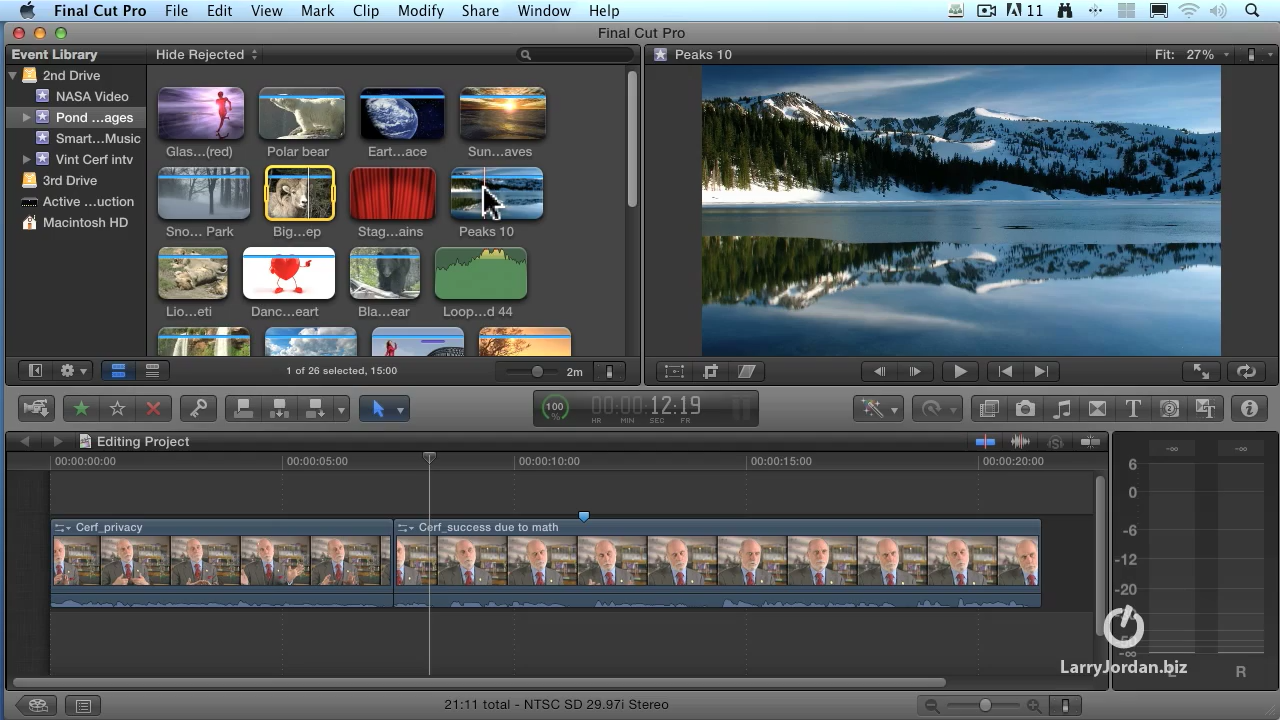 Final Cut Pro File Edit View Mark Clip Modify Share Window Help 11
Final Cut Pro
Event Library Hide Rejected
Peaks 10 Fit: 27%
2nd Drive
NASA Video
Pond ...ages
Smart...Music
Vint Cerf intv
3rd Drive
Active ...uction
Macintosh HD
Glas...(red) Polar bear Eart...ace Sun...aves
Sno... Park Big...ep Stag...ains Peaks 10
Lio...eti Danc...eart Bla...ear Loop...d 44
1 of 26 selected, 15:00 2m
100 % 00:00:12:19
HR MIN SEC FR
Editing Project
00:00:00:00 00:00:05:00 00:00:10:00 00:00:15:00 00:00:20:00
Cerf_privacy Cerf_success due to math
-∞ -∞
6
0
-6
-12
-20
-30
-50
-∞
L R
LarryJordan.biz
21:11 total - NTSC SD 29.97i Stereo